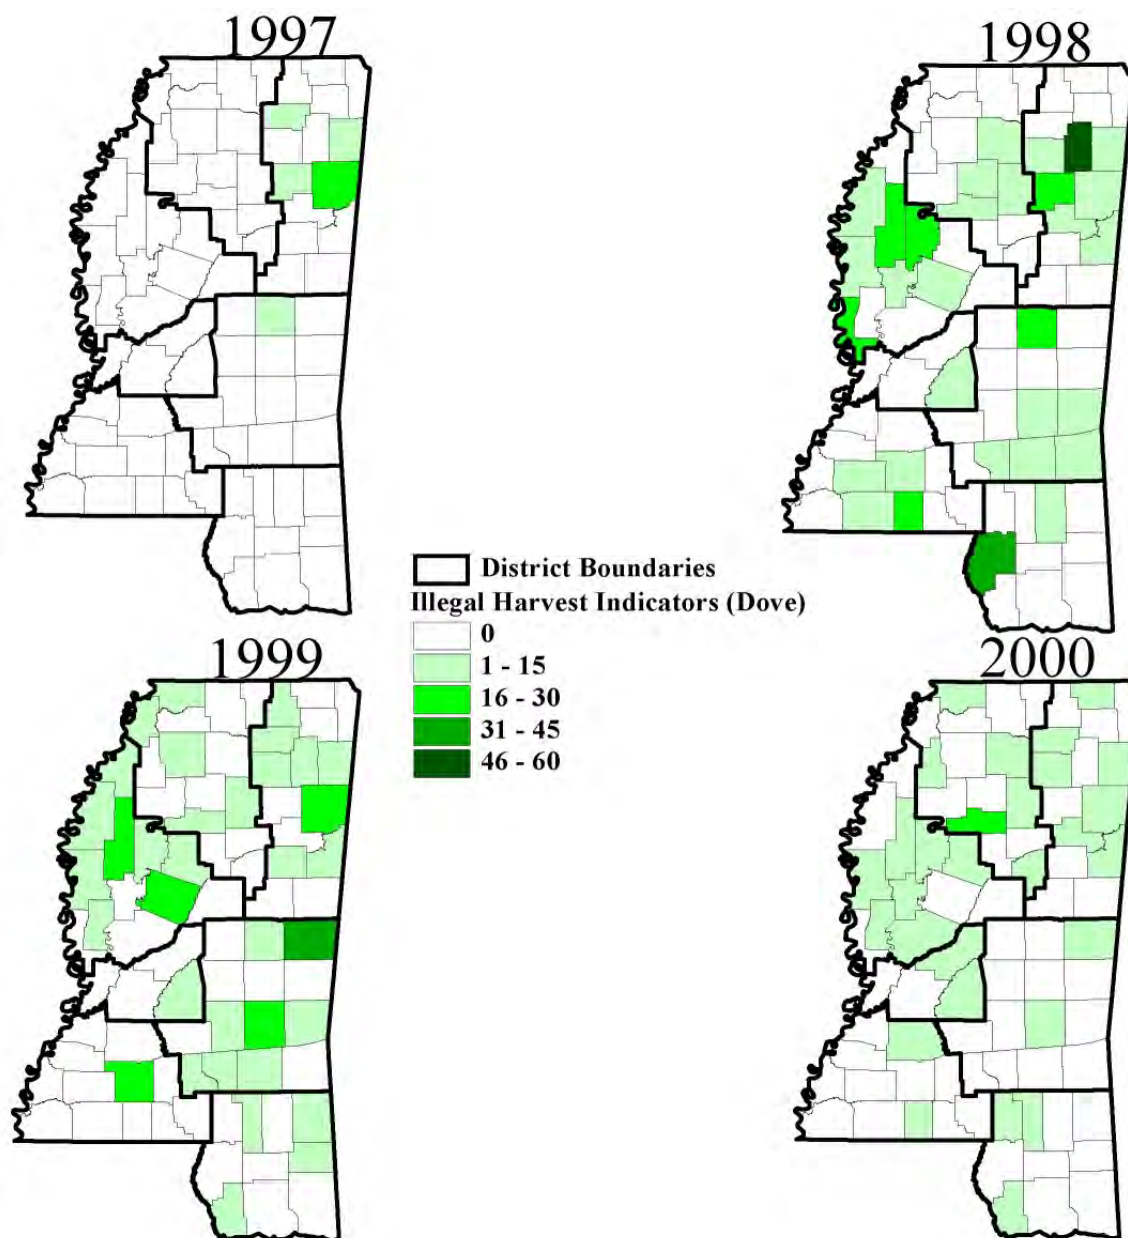 1997
1998
District Boundaries
Illegal Harvest Indicators (Dove)
0
1 - 15
16 - 30
31 - 45
46 - 60
1999
2000